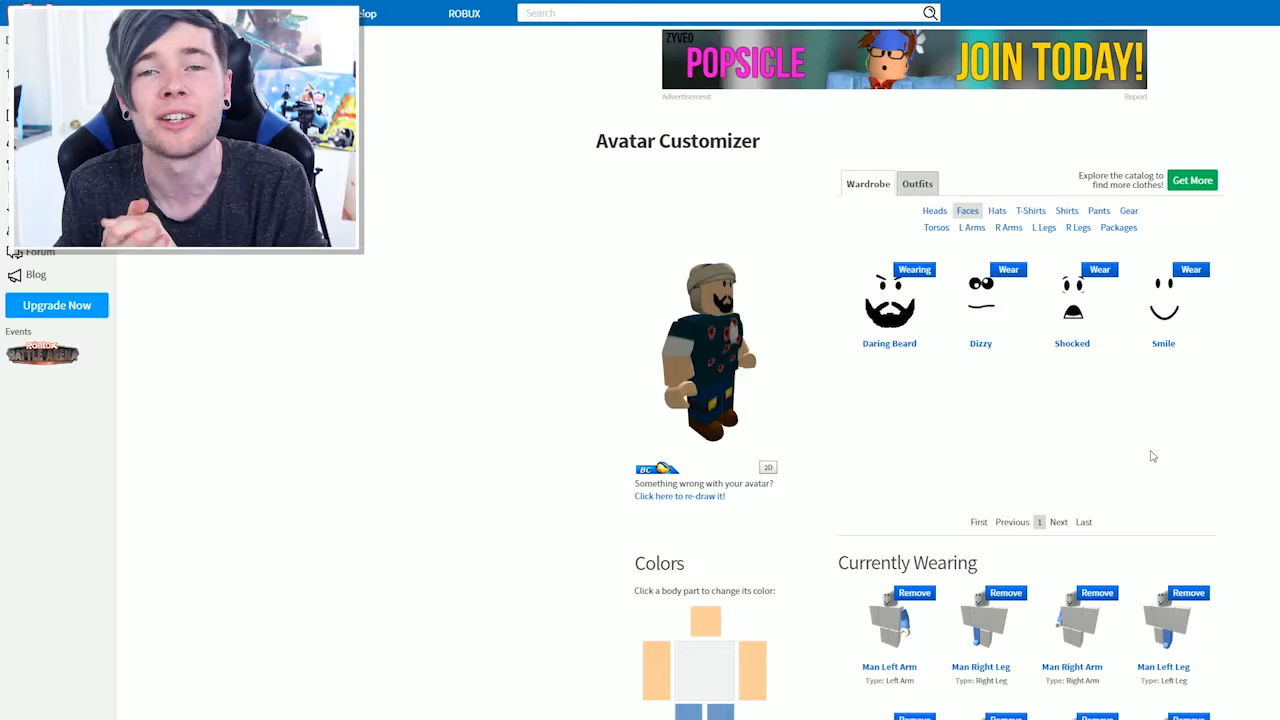 elop
ROBUX
Search
ZYVEO
POPSICLE
JOIN TODAY!
Advertisement
Report
Avatar Customizer
Wardrobe
Outfits
Explore the catalog to
find more clothes!
Get More
Heads Faces Hats T-Shirts Shirts Pants Gear
Torsos L Arms R Arms L Legs R Legs Packages
Forum
Blog
Upgrade Now
Events
ROBLOX
BATTLE ARENA
Wearing
Wear
Wear
Wear
Daring Beard
Dizzy
Shocked
Smile
BC
2D
Something wrong with your avatar?
Click here to re-draw it!
First Previous 1 Next Last
Colors
Click a body part to change its color:
Currently Wearing
Remove
Remove
Remove
Remove
Man Left Arm
Man Right Leg
Man Right Arm
Man Left Leg
Type: Left Arm
Type: Right Leg
Type: Right Arm
Type: Left Leg